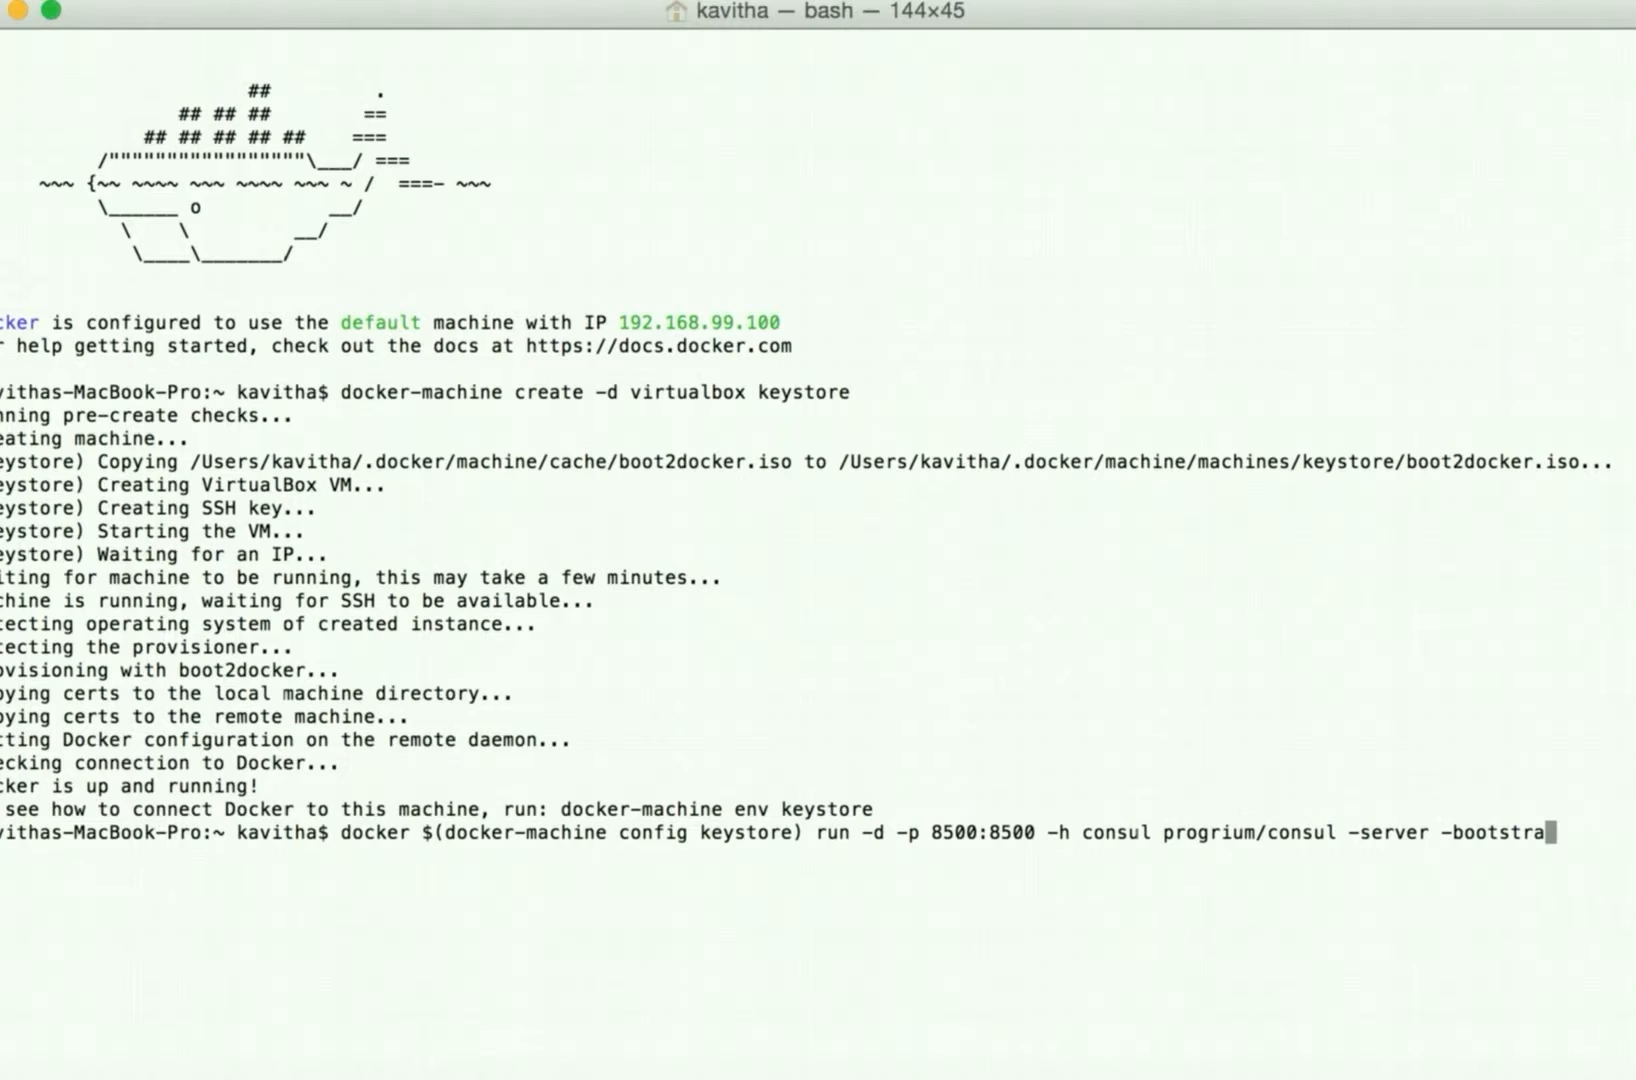 kavitha — bash — 144×45
## .
## ## ## ==
## ## ## ## ## ===
/"""""""""""""""""\___/ ===
~~~ {~~ ~~~~ ~~~ ~~~~ ~~~ ~ / ===- ~~~
\______ o __/
\ \ __/
\____\_______/
cker is configured to use the default machine with IP 192.168.99.100
r help getting started, check out the docs at https://docs.docker.com
vithas-MacBook-Pro:~ kavitha$ docker-machine create -d virtualbox keystore
nning pre-create checks...
eating machine...
eystore) Copying /Users/kavitha/.docker/machine/cache/boot2docker.iso to /Users/kavitha/.docker/machine/machines/keystore/boot2docker.iso...
eystore) Creating VirtualBox VM...
eystore) Creating SSH key...
eystore) Starting the VM...
eystore) Waiting for an IP...
iting for machine to be running, this may take a few minutes...
chine is running, waiting for SSH to be available...
tecting operating system of created instance...
tecting the provisioner...
ovisioning with boot2docker...
pying certs to the local machine directory...
pying certs to the remote machine...
tting Docker configuration on the remote daemon...
ecking connection to Docker...
cker is up and running!
see how to connect Docker to this machine, run: docker-machine env keystore
vithas-MacBook-Pro:~ kavitha$ docker $(docker-machine config keystore) run -d -p 8500:8500 -h consul progrium/consul -server -bootstra